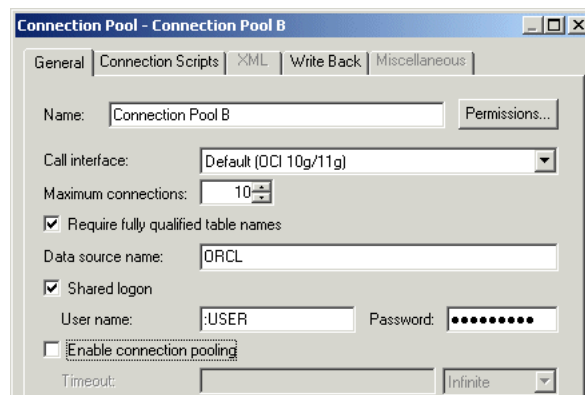 Connection Pool - Connection Pool B
General Connection Scripts XML Write Back Miscellaneous
Name: Connection Pool B Permissions...
Call interface: Default (OCI 10g/11g)
Maximum connections: 10
Require fully qualified table names
Data source name: ORCL
Shared logon
User name: :USER Password: •••••••••
Enable connection pooling
Timeout: Infinite